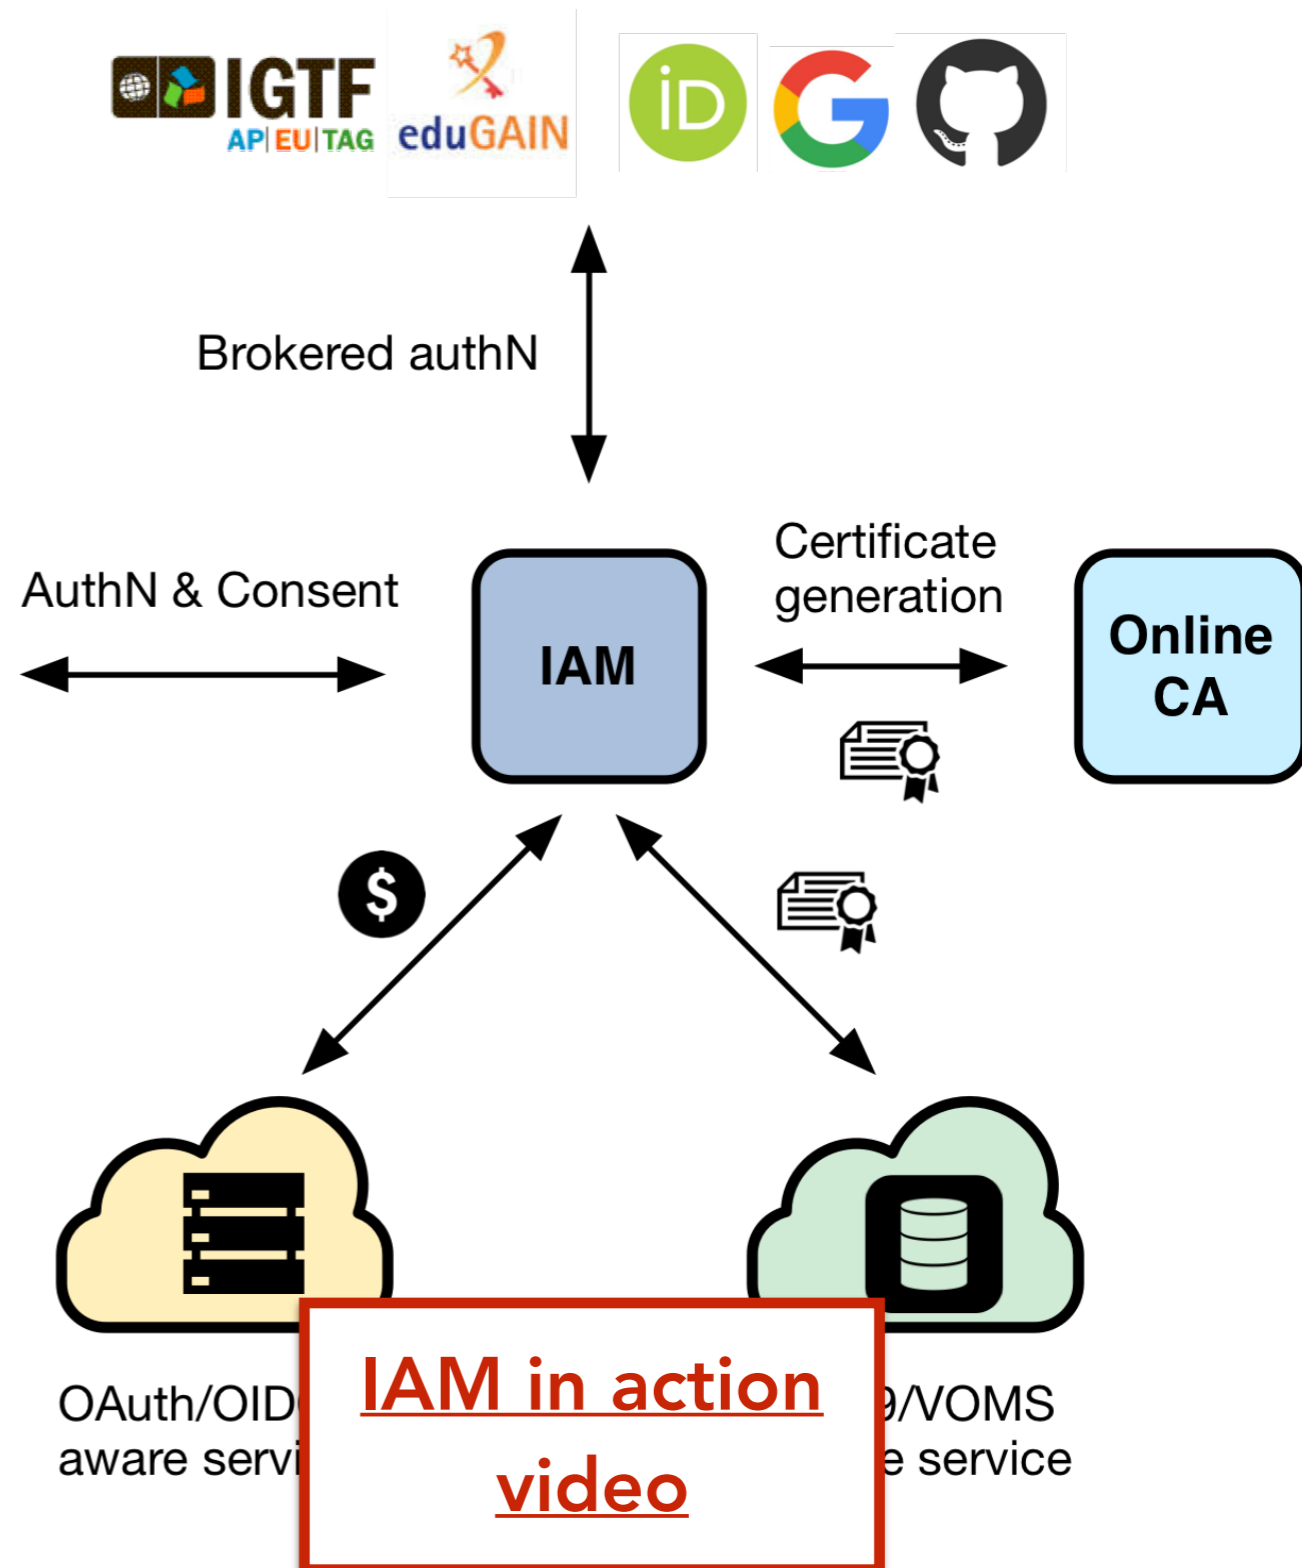 IGTF
AP| EU|TAG
eduGAIN
iD
Brokered authN
AuthN & Consent
IAM
Certificate
generation
Online
CA
$
OAuth/OID
aware servi
IAM in action
video
9/VOMS
e service